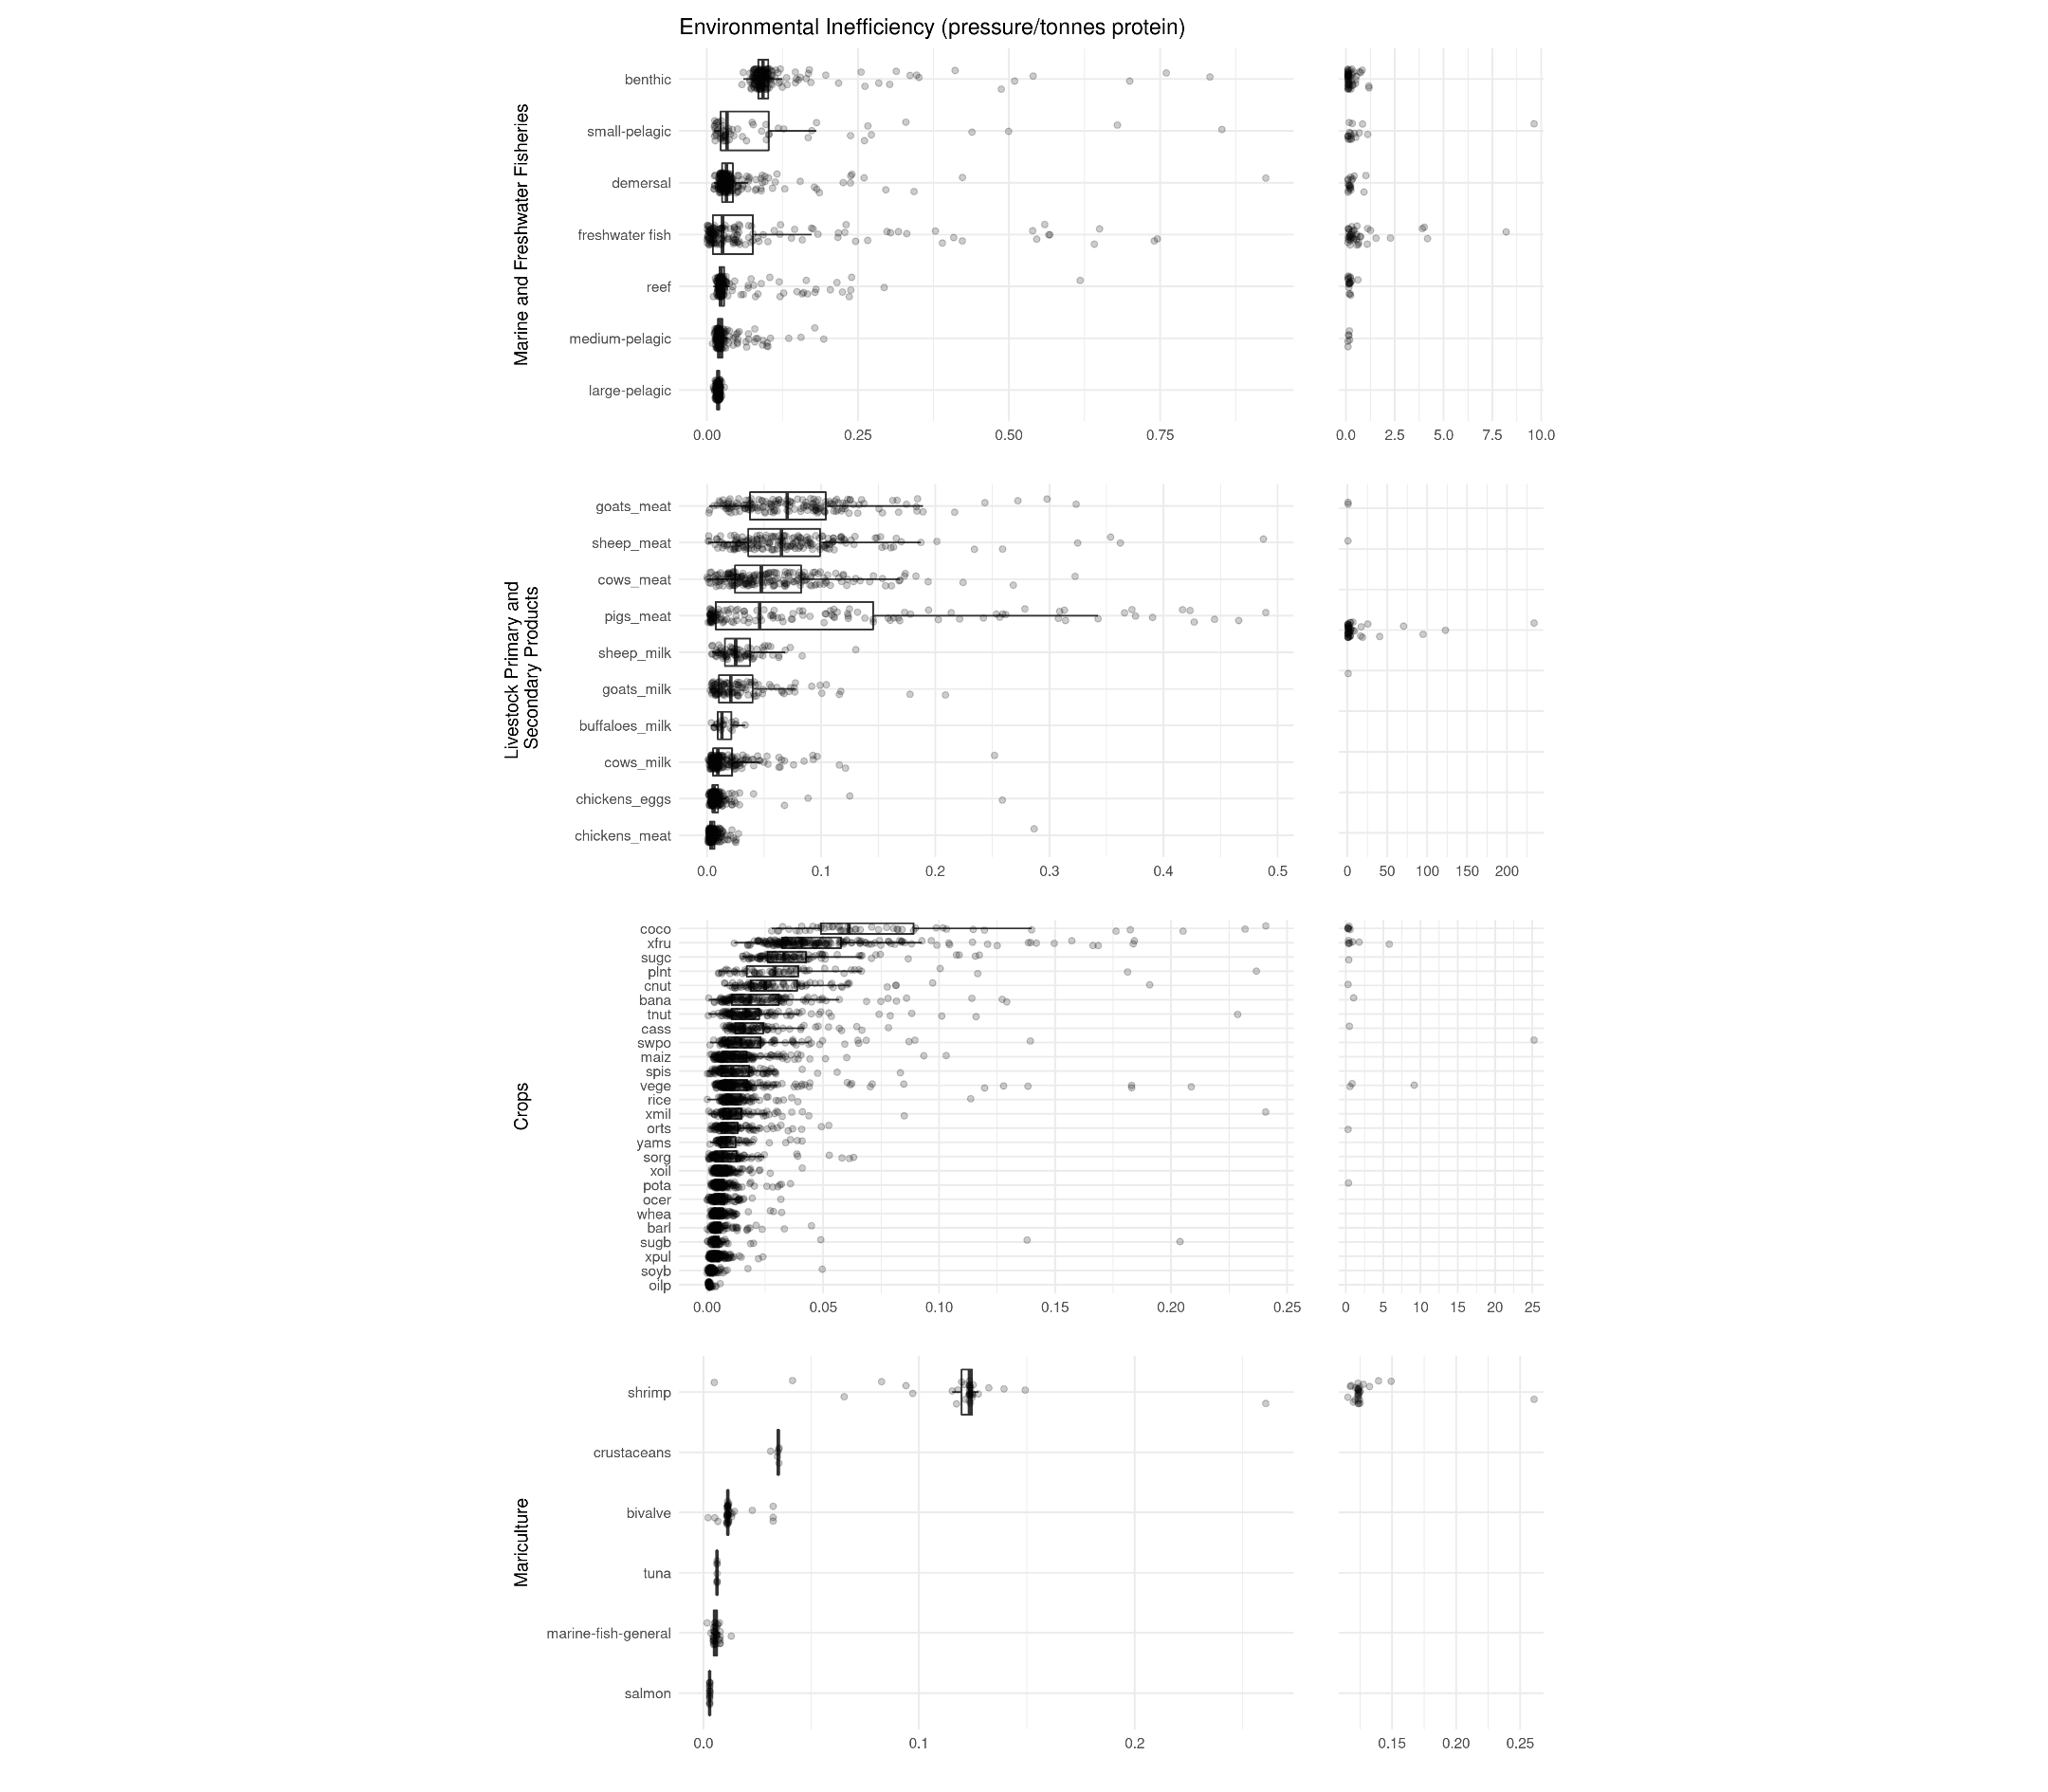 Environmental Inefficiency (pressure/tonnes protein)
Marine and Freshwater Fisheries
benthic
small-pelagic
demersal
freshwater fish
reef
medium-pelagic
large-pelagic
0.00 0.25 0.50 0.75
0.0 2.5 5.0 7.5 10.0
Livestock Primary and
Secondary Products
goats_meat
sheep_meat
cows_meat
pigs_meat
sheep_milk
goats_milk
buffaloes_milk
cows_milk
chickens_eggs
chickens_meat
0.0 0.1 0.2 0.3 0.4 0.5
0 50 100 150 200
Crops
coco
xfru
sugc
plnt
cnut
bana
tnut
cass
swpo
maiz
spis
vege
rice
xmil
orts
yams
sorg
xoil
pota
ocer
whea
barl
sugb
xpul
soyb
oilp
0.00 0.05 0.10 0.15 0.20 0.25
0 5 10 15 20 25
Mariculture
shrimp
crustaceans
bivalve
tuna
marine-fish-general
salmon
0.0 0.1 0.2
0.15 0.20 0.25